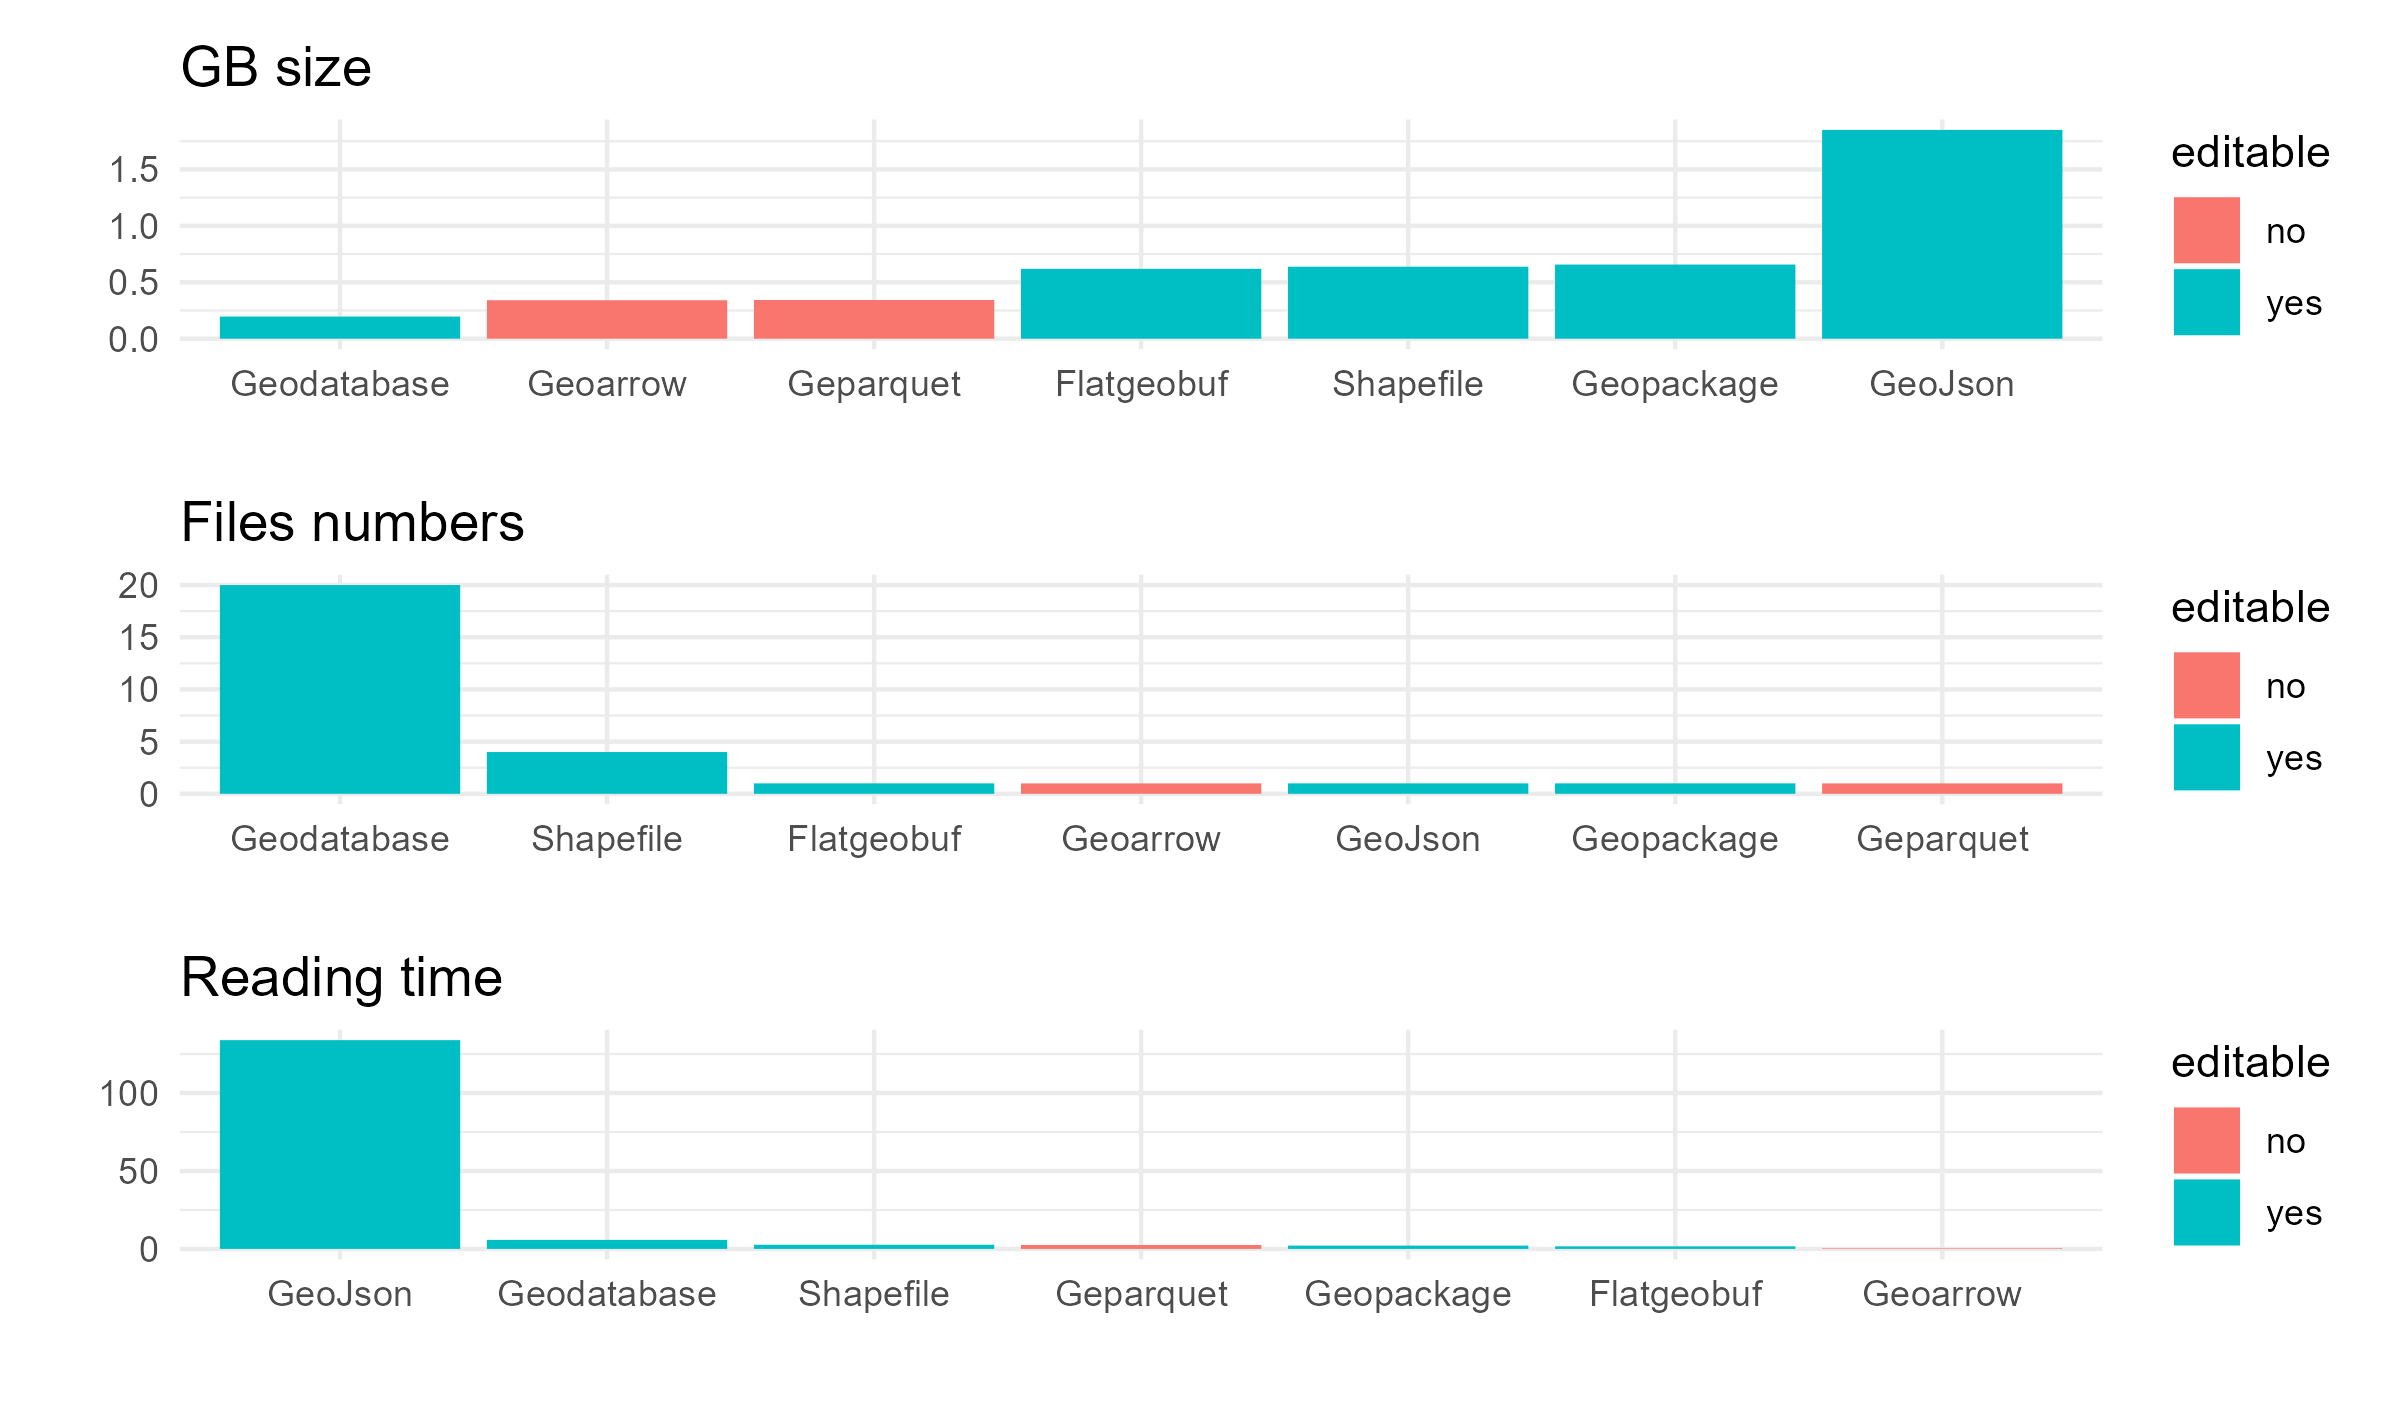 GB size
1.5
1.0
0.5
0.0
Geodatabase Geoarrow Geparquet Flatgeobuf Shapefile Geopackage GeoJson
editable
no
yes
Files numbers
20
15
10
5
0
Geodatabase Shapefile Flatgeobuf Geoarrow GeoJson Geopackage Geparquet
editable
no
yes
Reading time
100
50
0
GeoJson Geodatabase Shapefile Geparquet Geopackage Flatgeobuf Geoarrow
editable
no
yes